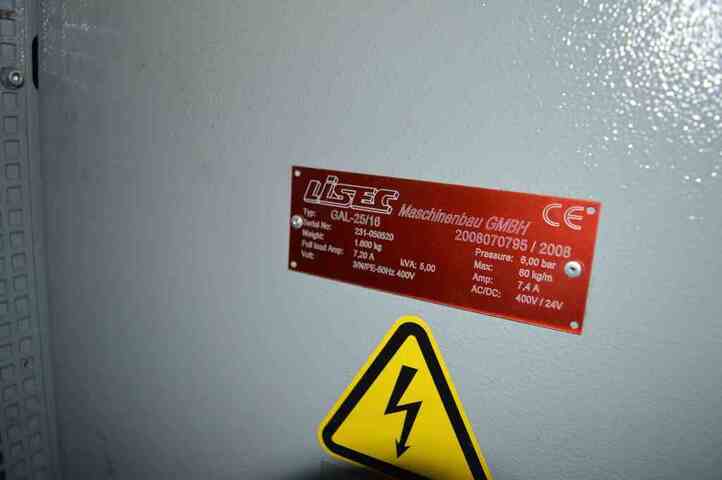 LiSEC Maschinenbau GMBH CE
Typ: GAL-25/16 2008070795 / 2008
Serial No: 231-050520 Pressure: 6,00 bar
Weight: 1.600 kg Max: 60 kg/m
Full load Amp: 7,20 A kVA: 5,00 Amp: 7,4 A
Volt: 3/N/PE-50Hz 400V AC/DC: 400V / 24V